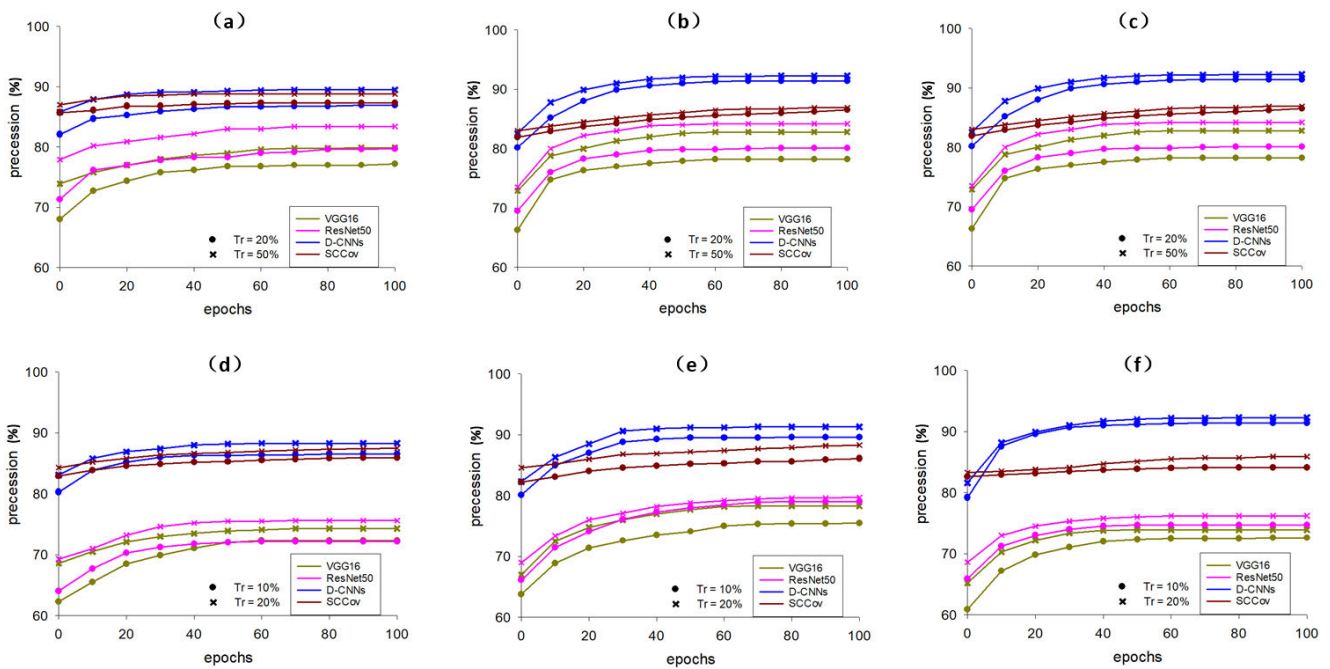 (a)
precession (%)
100
90
80
70
60
0 20 40 60 80 100
epochs
Tr = 20%
Tr = 50%
VGG16
ResNet50
D-CNNs
SCCov
(b)
precession (%)
100
90
80
70
60
0 20 40 60 80 100
epochs
Tr = 20%
Tr = 50%
VGG16
ResNet50
D-CNNs
SCCov
(c)
precession (%)
100
90
80
70
60
0 20 40 60 80 100
epochs
Tr = 20%
Tr = 50%
VGG16
ResNet50
D-CNNs
SCCov
(d)
precession (%)
100
90
80
70
60
0 20 40 60 80 100
epochs
Tr = 10%
Tr = 20%
VGG16
ResNet50
D-CNNs
SCCov
(e)
precession (%)
100
90
80
70
60
0 20 40 60 80 100
epochs
Tr = 10%
Tr = 20%
VGG16
ResNet50
D-CNNs
SCCov
(f)
precession (%)
100
90
80
70
60
0 20 40 60 80 100
epochs
Tr = 10%
Tr = 20%
VGG16
ResNet50
D-CNNs
SCCov